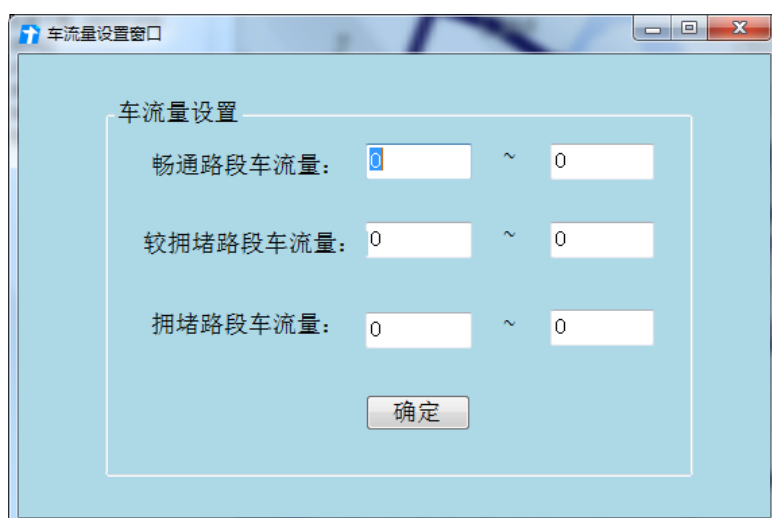 车流量设置窗口
车流量设置
畅通路段车流量： 0 ~ 0
较拥堵路段车流量： 0 ~ 0
拥堵路段车流量： 0 ~ 0
确定